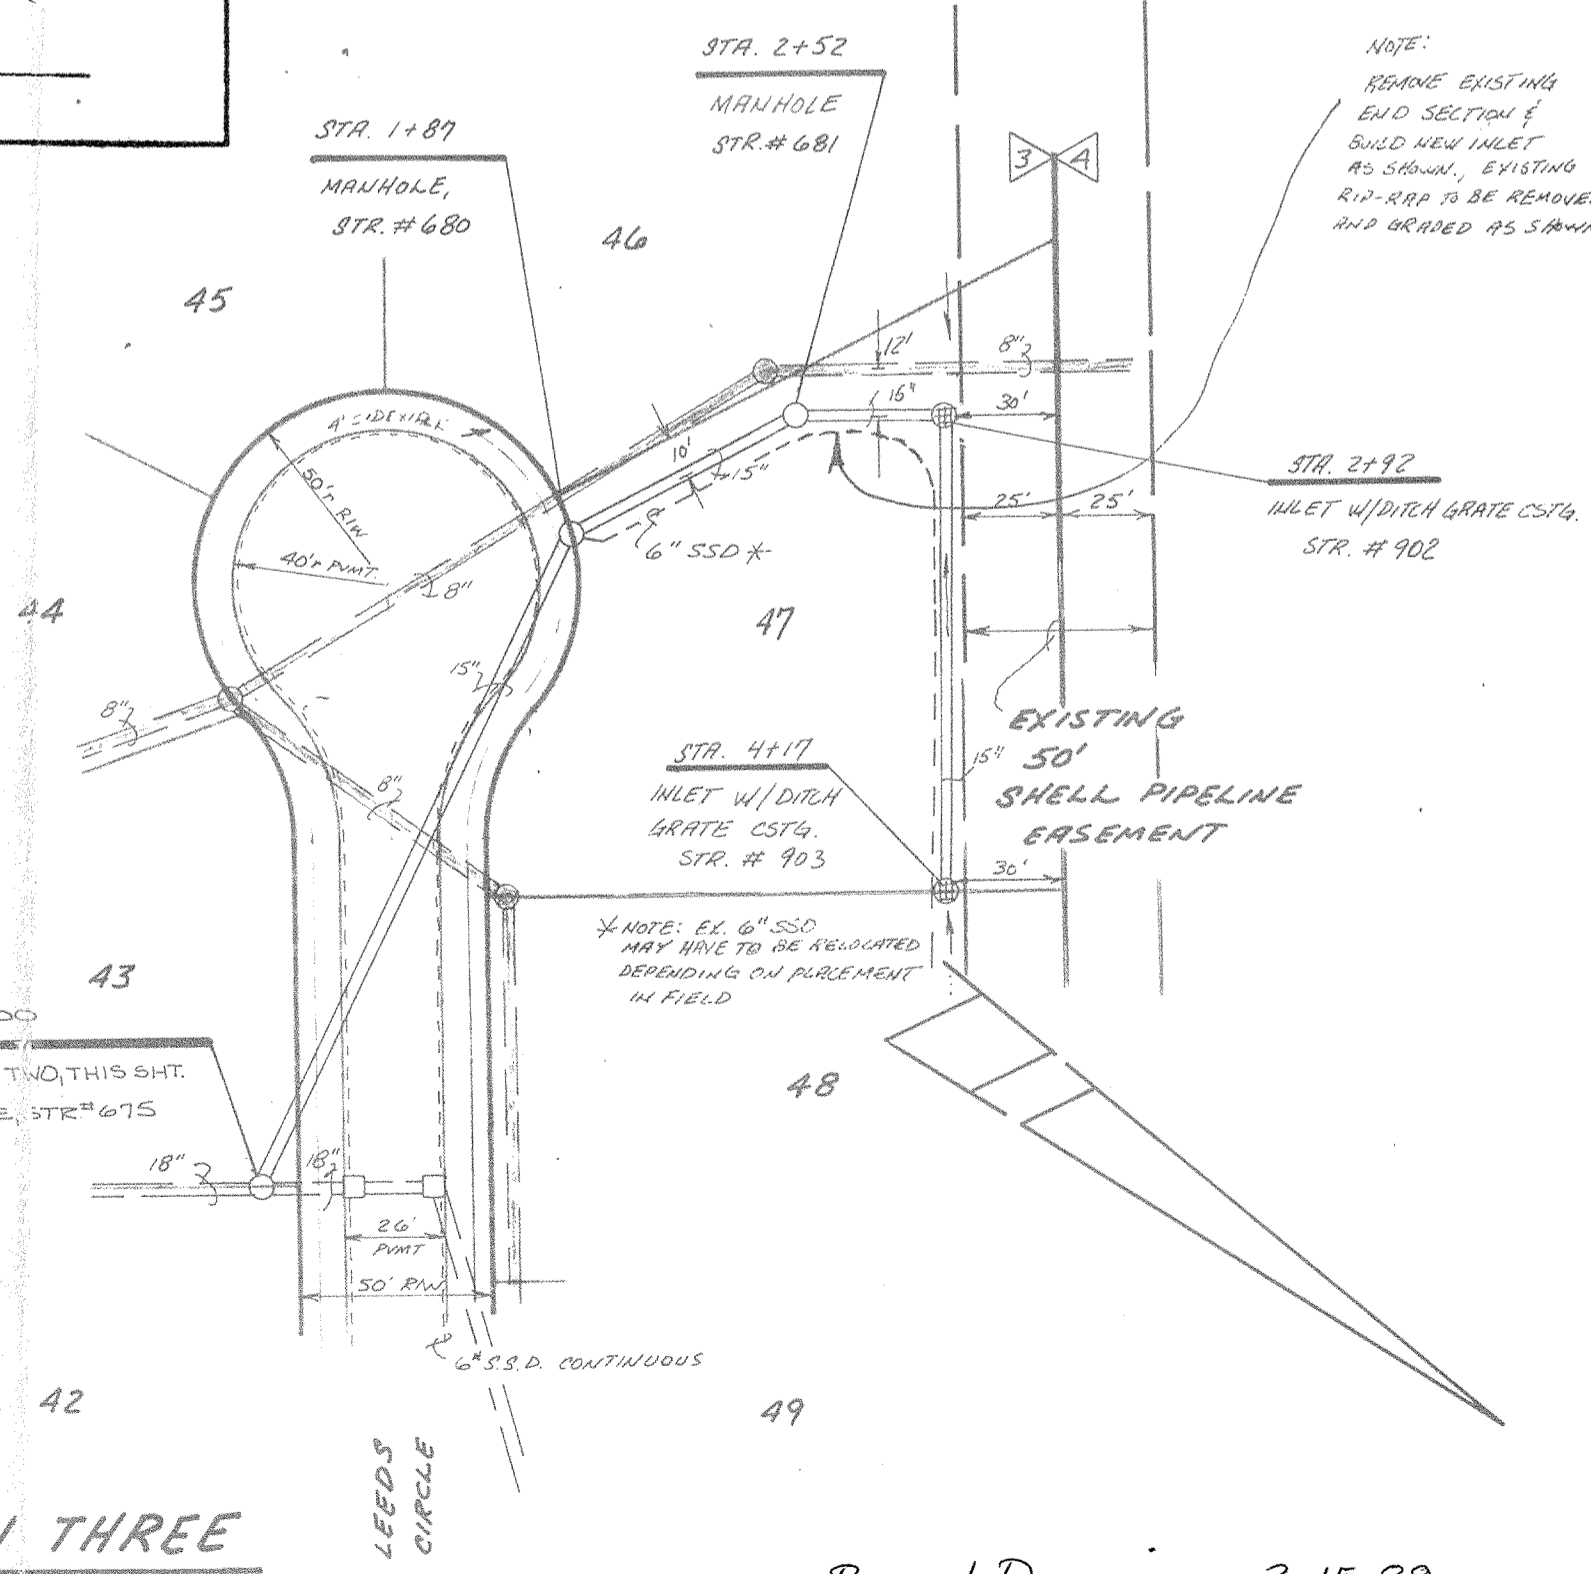 STA. 2+52
MANHOLE
STR.# 681
NOTE:
REMOVE EXISTING
END SECTION &
BUILD NEW INLET
AS SHOWN., EXISTING
RIP-RAP TO BE REMOVE
AND GRADED AS SHOWN
STA. 1+87
MANHOLE,
STR. # 680
3 4
46
45
12'
8"
15"
30'
4' SIDEWALK
50'r R/W
40'r PVMT.
10'
15"
6" SSD *
8"
25'
25'
STA. 2+92
INLET W/DITCH GRATE CSTG.
STR. # 902
44
47
15"
8"
8"
EXISTING
50'
SHELL PIPELINE
EASEMENT
15"
STA. 4+17
INLET W/DITCH
GRATE CSTG.
STR. # 903
30'
* NOTE: EX. 6" SSD
MAY HAVE TO BE RELOCATED
DEPENDING ON PLACEMENT
IN FIELD
43
TWO, THIS SHT.
E, STR#675
48
18"
18"
26'
PVMT
50' R/W
6" S.S.D. CONTINUOUS
42
49
LEEDS
CIRCLE
THREE